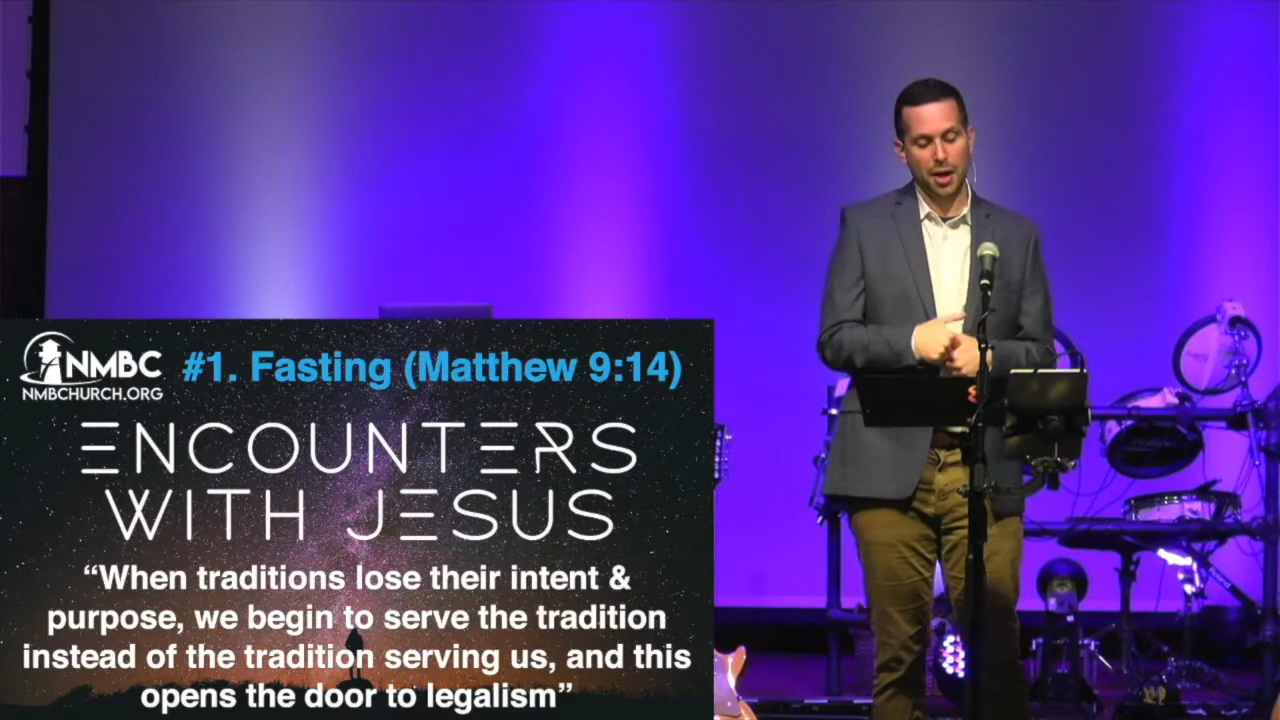 NMBC
NMBCHURCH.ORG
#1. Fasting (Matthew 9:14)
ENCOUNTERS
WITH JESUS
“When traditions lose their intent &
purpose, we begin to serve the tradition
instead of the tradition serving us, and this
opens the door to legalism”